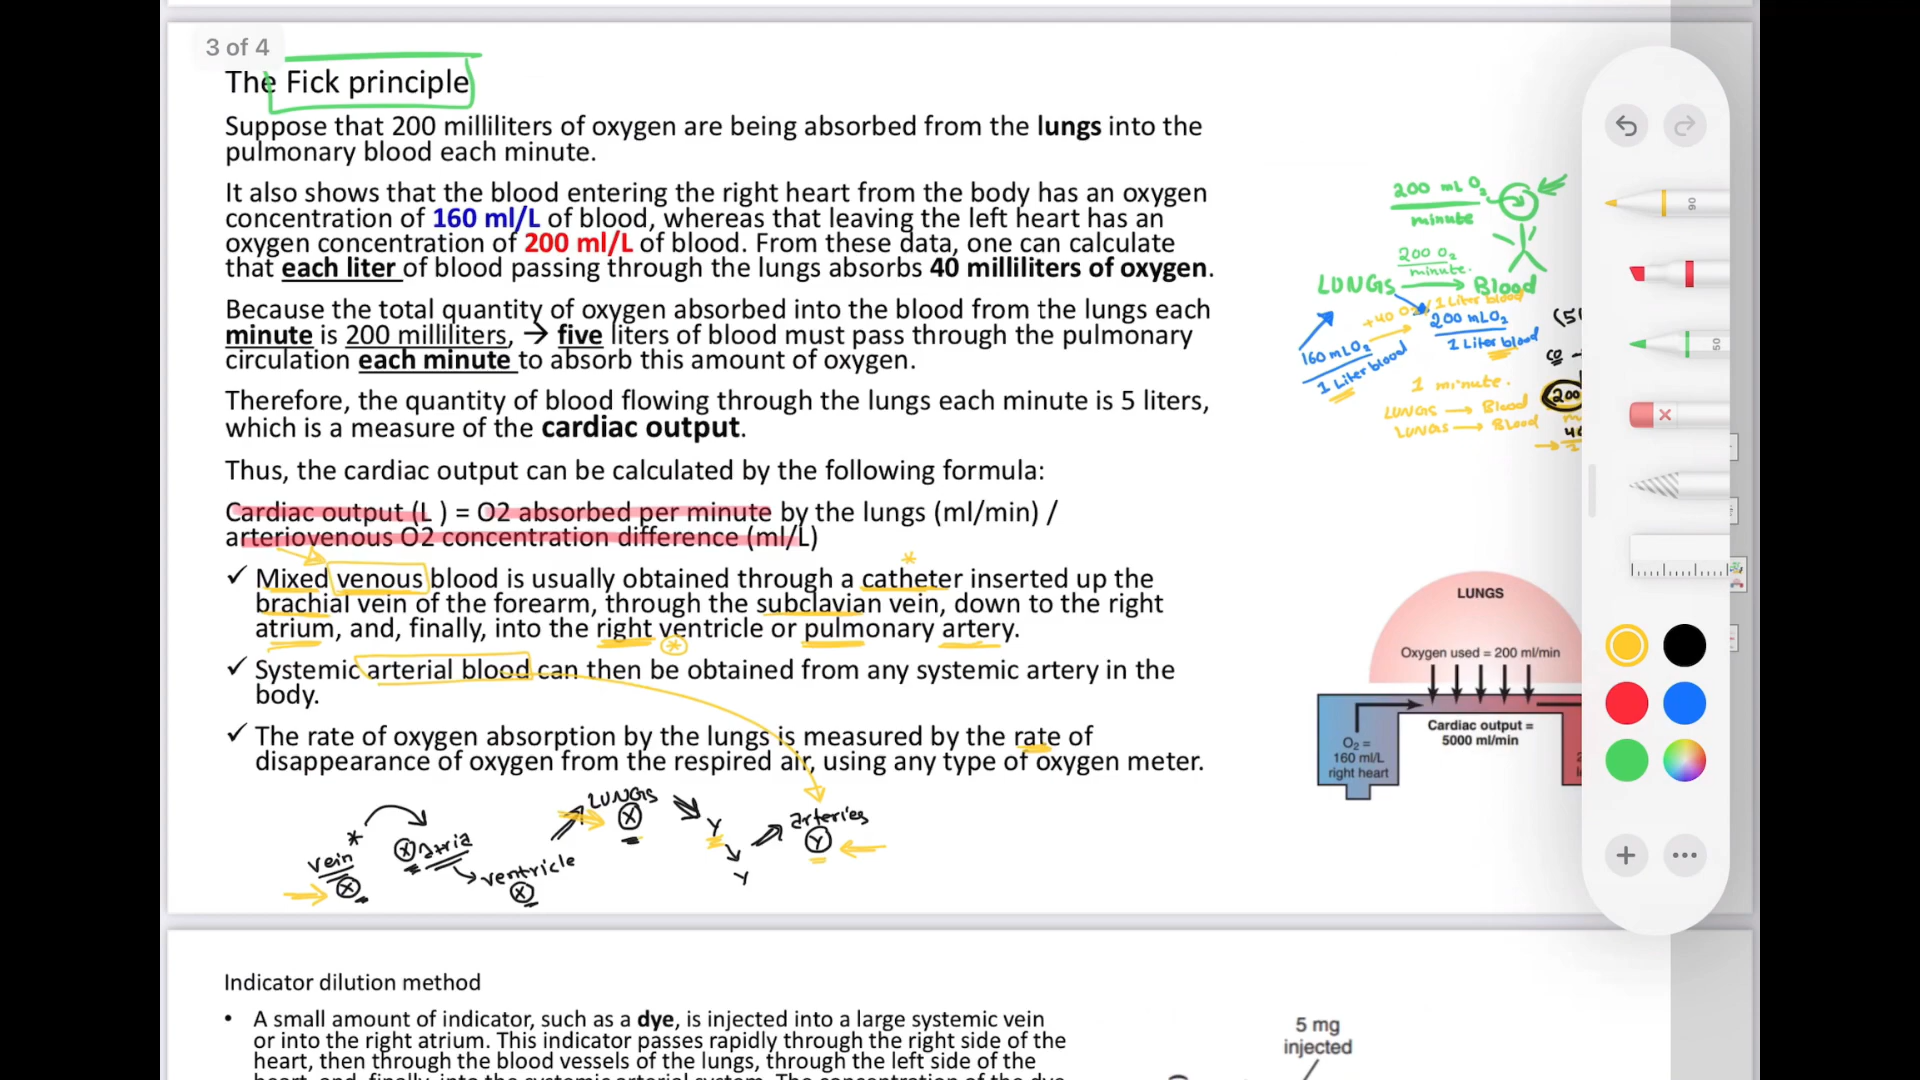 3 of 4
The Fick principle
Suppose that 200 milliliters of oxygen are being absorbed from the lungs into the
pulmonary blood each minute.
It also shows that the blood entering the right heart from the body has an oxygen
concentration of 160 ml/L of blood, whereas that leaving the left heart has an
oxygen concentration of 200 ml/L of blood. From these data, one can calculate
that each liter of blood passing through the lungs absorbs 40 milliliters of oxygen.
Because the total quantity of oxygen absorbed into the blood from the lungs each
minute is 200 milliliters, → five liters of blood must pass through the pulmonary
circulation each minute to absorb this amount of oxygen.
Therefore, the quantity of blood flowing through the lungs each minute is 5 liters,
which is a measure of the cardiac output.
Thus, the cardiac output can be calculated by the following formula:
Cardiac output (L ) = O2 absorbed per minute by the lungs (ml/min) /
arteriovenous O2 concentration difference (ml/L)
✓ Mixed venous blood is usually obtained through a catheter inserted up the
brachial vein of the forearm, through the subclavian vein, down to the right
atrium, and, finally, into the right ventricle or pulmonary artery.
✓ Systemic arterial blood can then be obtained from any systemic artery in the
body.
✓ The rate of oxygen absorption by the lungs is measured by the rate of
disappearance of oxygen from the respired air, using any type of oxygen meter.
vein
X
X atria
ventricle
X
LUNGS
X
Y
Y
arteries
Y
200 mL O2
minute
200 O2
minute.
LUNGS → Blood
1 Liter blood
+40 O2
200 mL O2
1 Liter blood
160 mL O2
1 Liter blood
1 minute.
LUNGS → Blood
LUNGS → Blood
(5
CO
200
LUNGS
Oxygen used = 200 ml/min
Cardiac output =
5000 ml/min
O2 =
160 ml/L
right heart
90
50
Indicator dilution method
• A small amount of indicator, such as a dye, is injected into a large systemic vein
or into the right atrium. This indicator passes rapidly through the right side of the
heart, then through the blood vessels of the lungs, through the left side of the
5 mg
injected